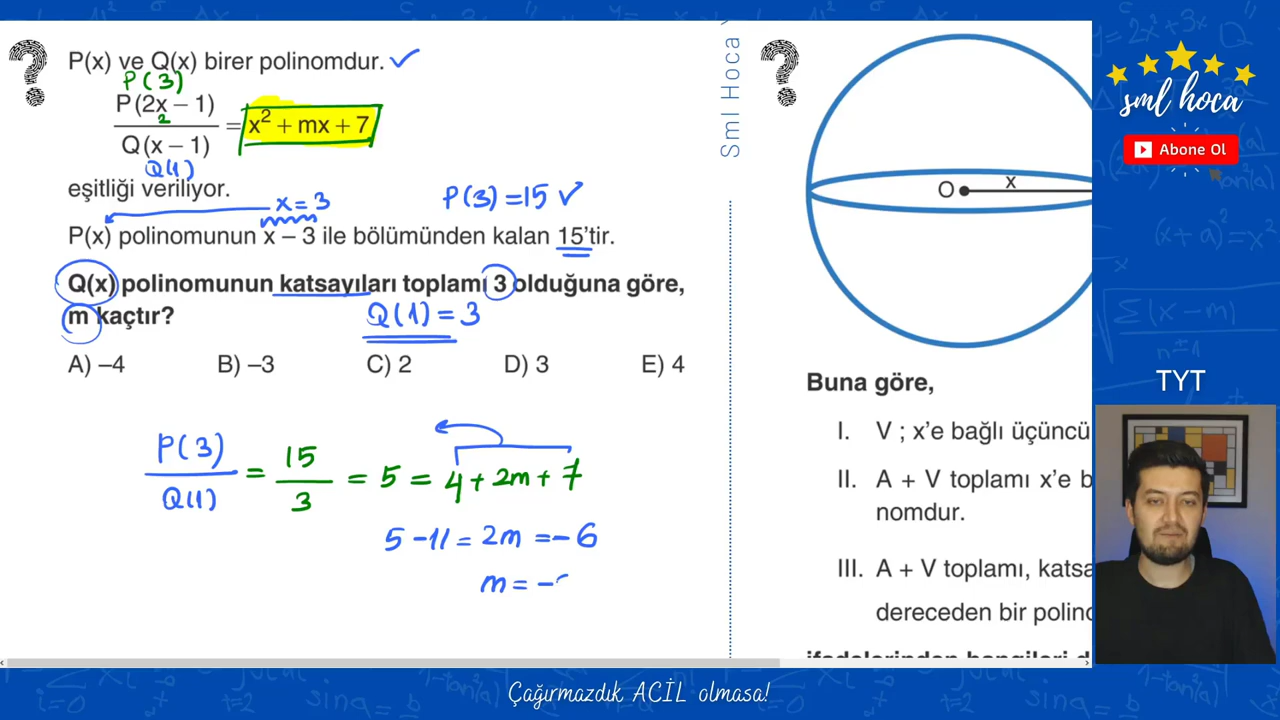 P(x) ve Q(x) birer polinomdur. ✓
P(3)
P(2x – 1)
2
Q(x – 1)
= x² + mx + 7
Q(1)
eşitliği veriliyor.
x = 3
P(3) = 15 ✓
P(x) polinomunun x – 3 ile bölümünden kalan 15'tir.
Q(x) polinomunun katsayıları toplamı 3 olduğuna göre,
m kaçtır?
Q(1) = 3
A) –4 B) –3 C) 2 D) 3 E) 4
P(3)
Q(1)
= 15
3
= 5 = 4 + 2m + 7
5 - 11 = 2m = - 6
m = -
Sml Hoca
O x
Buna göre,
I. V ; x'e bağlı üçüncü
II. A + V toplamı x'e b
nomdur.
III. A + V toplamı, katsa
dereceden bir polino
sml hoca
Abone Ol
TYT
Çağırmazdık ACİL olmasa!